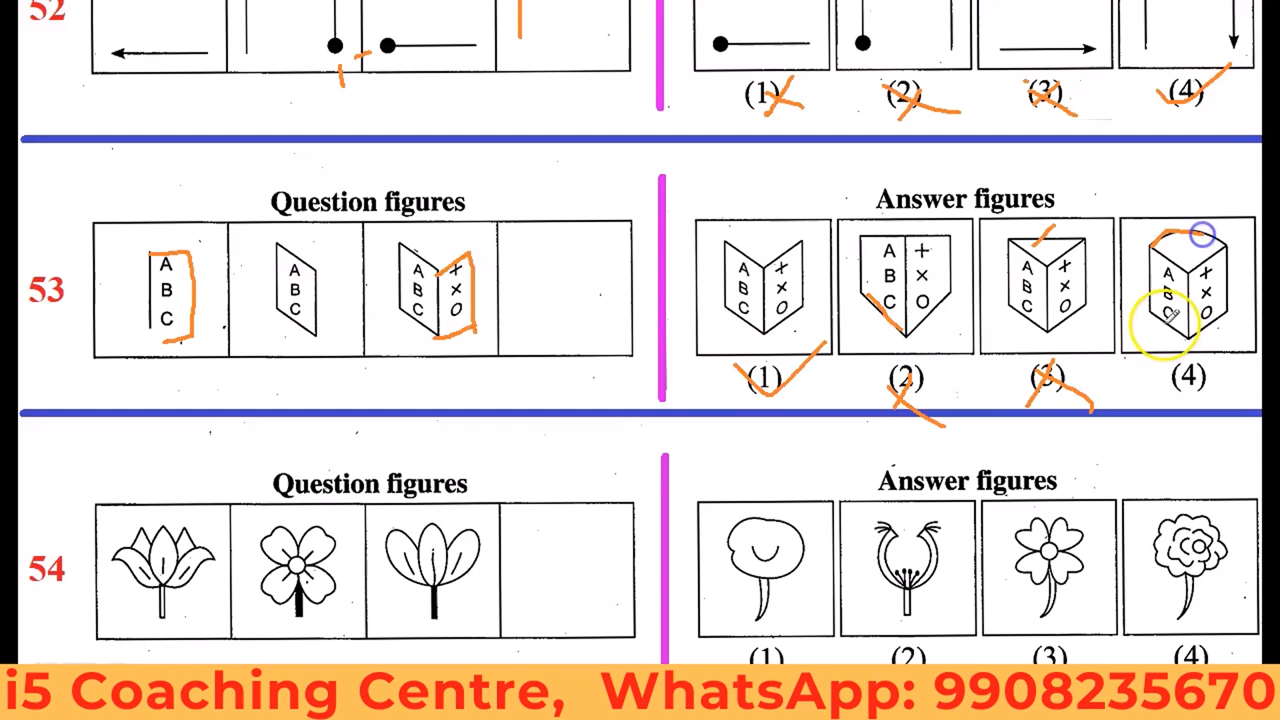 52
(1) (2) (3) (4)
Question figures
Answer figures
53
A
B
C
A
B
C
A + 
B ×
C O
A +
B ×
C O
A +
B ×
C O
A +
B ×
C O
A +
B ×
C O
(1) (2) (3) (4)
Question figures
Answer figures
54
(1) (2) (3) (4)
i5 Coaching Centre, WhatsApp: 9908235670